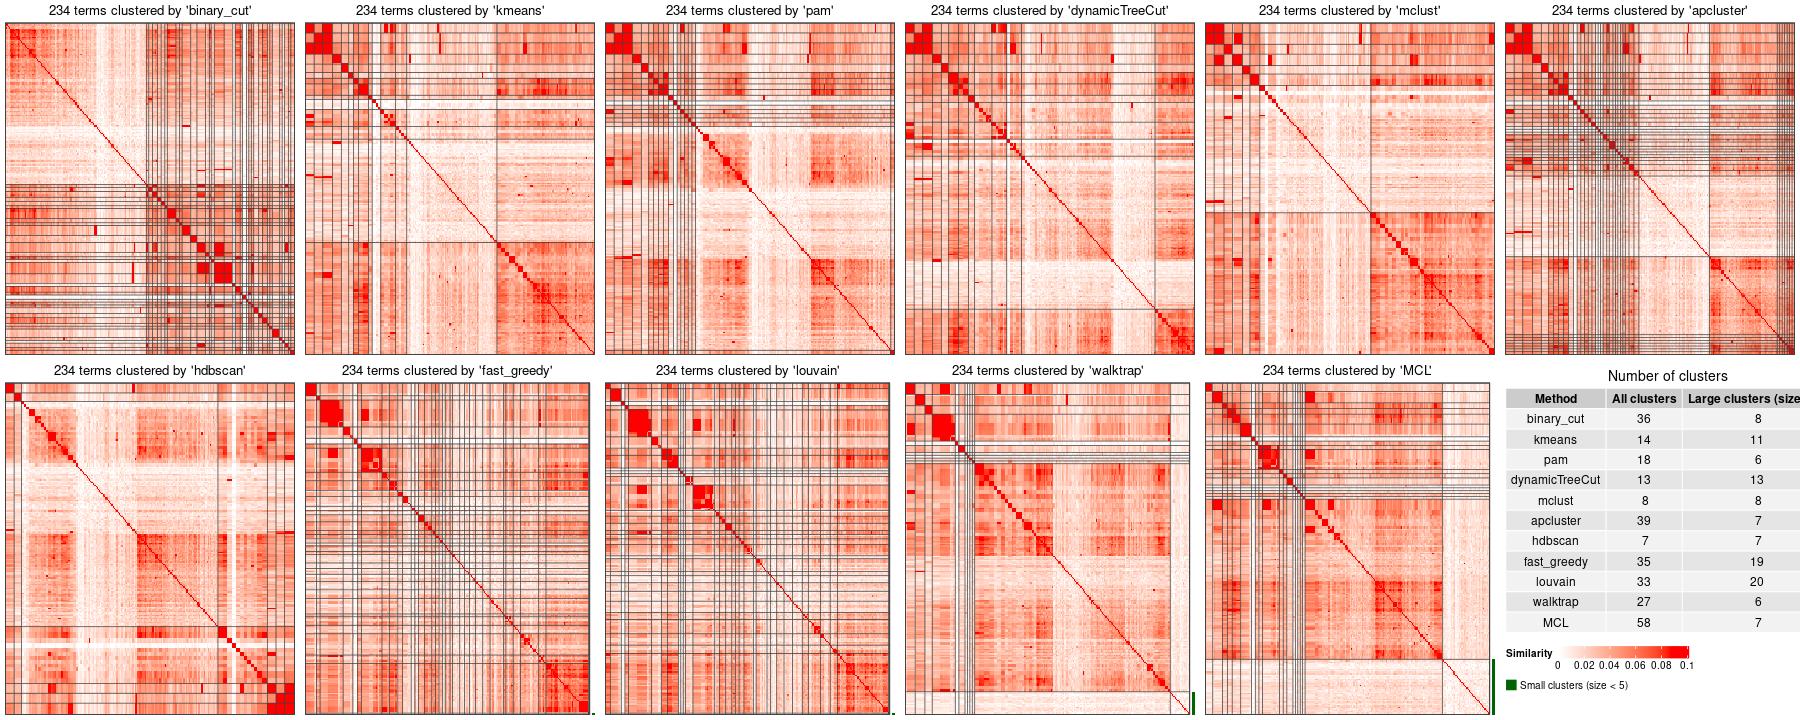 234 terms clustered by 'binary_cut'
234 terms clustered by 'kmeans'
234 terms clustered by 'pam'
234 terms clustered by 'dynamicTreeCut'
234 terms clustered by 'mclust'
234 terms clustered by 'apcluster'
234 terms clustered by 'hdbscan'
234 terms clustered by 'fast_greedy'
234 terms clustered by 'louvain'
234 terms clustered by 'walktrap'
234 terms clustered by 'MCL'
Number of clusters
Method All clusters Large clusters (size
binary_cut 36 8
kmeans 14 11
pam 18 6
dynamicTreeCut 13 13
mclust 8 8
apcluster 39 7
hdbscan 7 7
fast_greedy 35 19
louvain 33 20
walktrap 27 6
MCL 58 7
Similarity
0 0.02 0.04 0.06 0.08 0.1
Small clusters (size < 5)